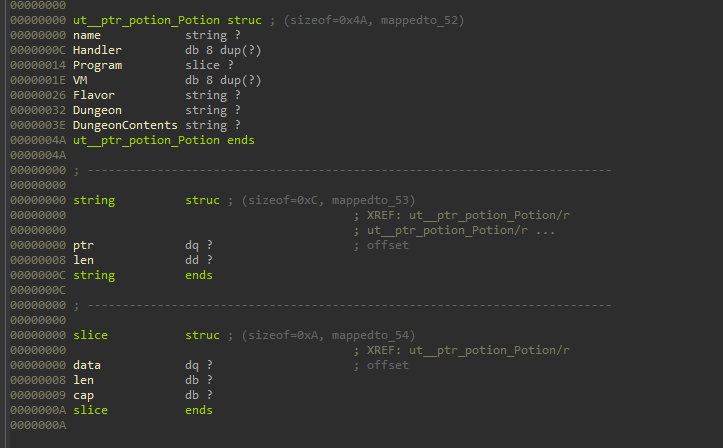 00000000
00000000 ut__ptr_potion_Potion struc ; (sizeof=0x4A, mappedto_52)
00000000 name            string ?
0000000C Handler         db 8 dup(?)
00000014 Program         slice ?
0000001E VM              db 8 dup(?)
00000026 Flavor          string ?
00000032 Dungeon         string ?
0000003E DungeonContents string ?
0000004A ut__ptr_potion_Potion ends
0000004A
00000000 ; ---------------------------------------------------------------------------
00000000
00000000 string          struc ; (sizeof=0xC, mappedto_53)
00000000                                         ; XREF: ut__ptr_potion_Potion/r
00000000                                         ; ut__ptr_potion_Potion/r ...
00000000 ptr             dq ?                    ; offset
00000008 len             dd ?
0000000C string          ends
0000000C
00000000 ; ---------------------------------------------------------------------------
00000000
00000000 slice           struc ; (sizeof=0xA, mappedto_54)
00000000                                         ; XREF: ut__ptr_potion_Potion/r
00000000 data            dq ?                    ; offset
00000008 len             db ?
00000009 cap             db ?
0000000A slice           ends
0000000A